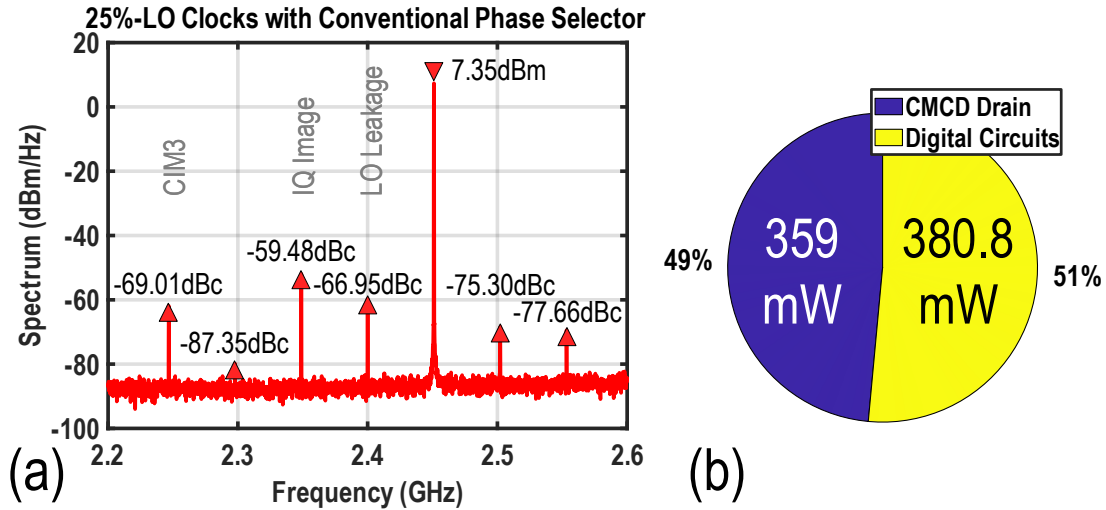 25%-LO Clocks with Conventional Phase Selector
Spectrum (dBm/Hz)
20
0
-20
-40
-60
-80
-100
CIM3
IQ Image
LO Leakage
7.35dBm
-69.01dBc
-87.35dBc
-59.48dBc
-66.95dBc
-75.30dBc
-77.66dBc
2.2
2.3
2.4
2.5
2.6
Frequency (GHz)
(a)
CMCD Drain
Digital Circuits
49%
359
mW
380.8
mW
51%
(b)